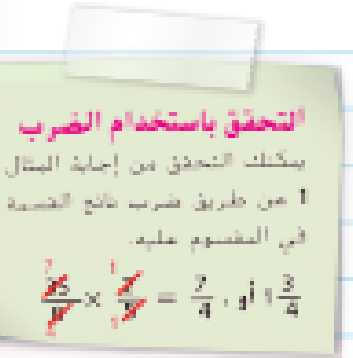 التحقق باستخدام الضرب
يمكنك التحقق من إجابة المثال
1 عن طريق ضرب ناتج القسمة
في المقسوم عليه.
× = 7/4 ، أو 1 3/4